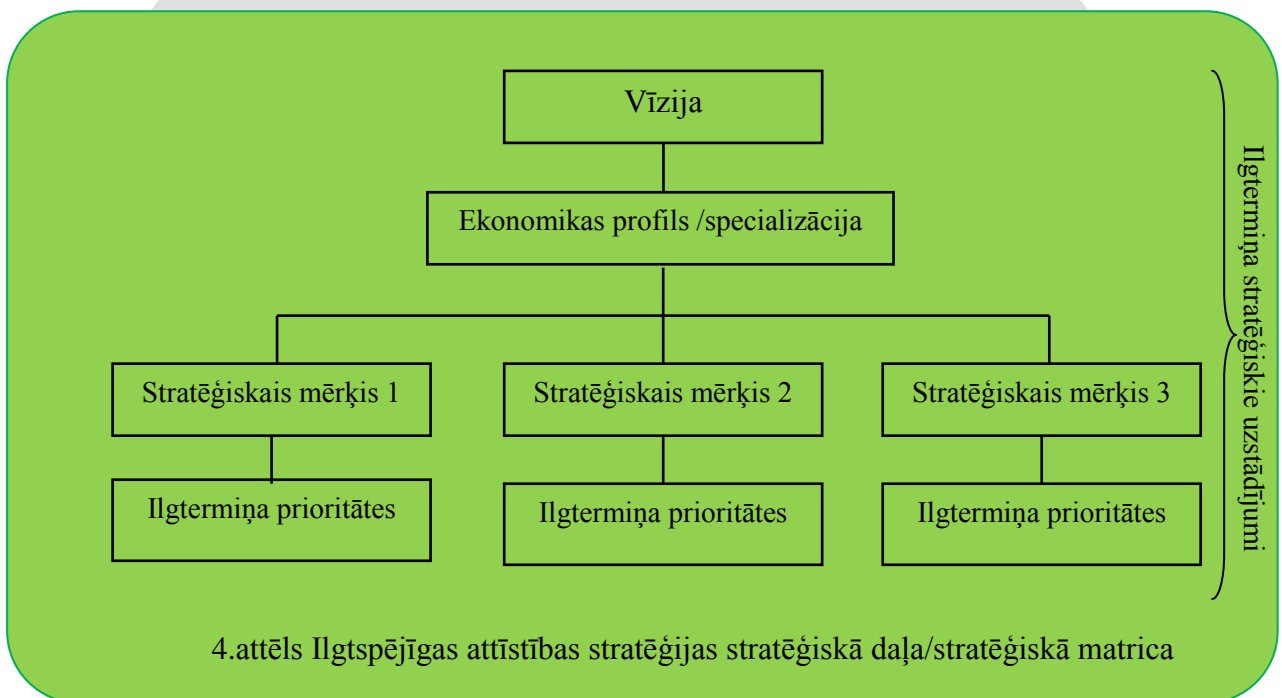 Vīzija
Ekonomikas profils /specializācija
Stratēģiskais mērķis 1
Stratēģiskais mērķis 2
Stratēģiskais mērķis 3
Ilgtermiņa prioritātes
Ilgtermiņa prioritātes
Ilgtermiņa prioritātes
Ilgtermiņa stratēģiskie uzstādījumi
4.attēls Ilgtspējīgas attīstības stratēģijas stratēģiskā daļa/stratēģiskā matrica